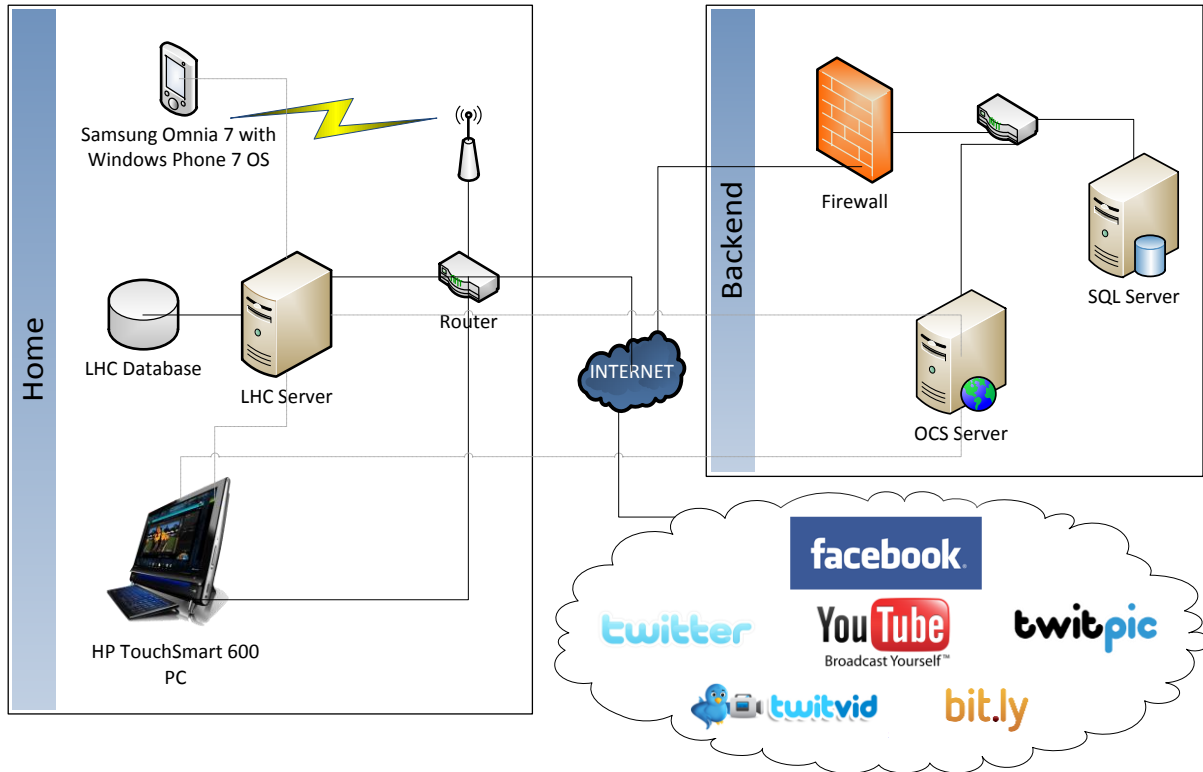 Home
Samsung Omnia 7 with
Windows Phone 7 OS
LHC Database
LHC Server
Router
HP TouchSmart 600
PC
INTERNET
Backend
Firewall
SQL Server
OCS Server
facebook.
twitter
YouTube
Broadcast Yourself™
twitpic
twitvid
bit.ly